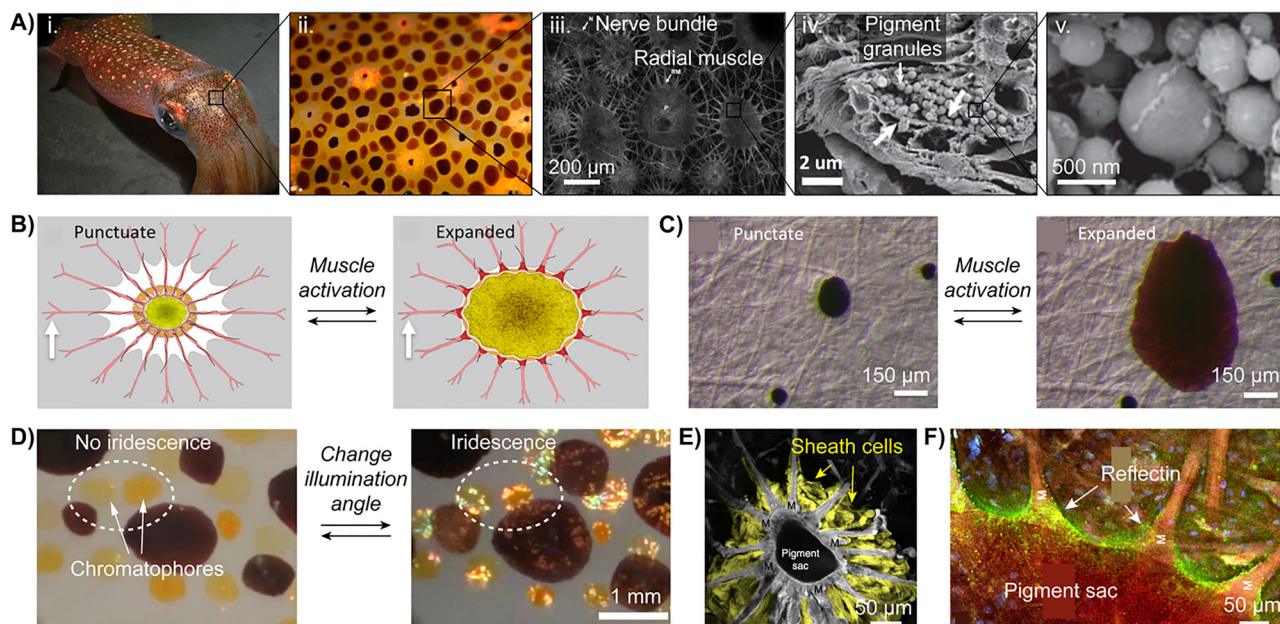 A)
i.
ii.
iii.
N
Nerve bundle
Radial muscle
RM
P
200 µm
iv.
Pigment
granules
2 um
v.
500 nm
B)
Punctuate
Muscle
activation
Expanded
C)
Punctate
150 µm
Muscle
activation
Expanded
150 µm
D)
No iridescence
Chromatophores
Change
illumination
angle
Iridescence
1 mm
E)
Sheath cells
M
M
M
M
M
M
Pigment
sac
50 µm
F)
Reflectin
M
M
M
Pigment sac
50 µm